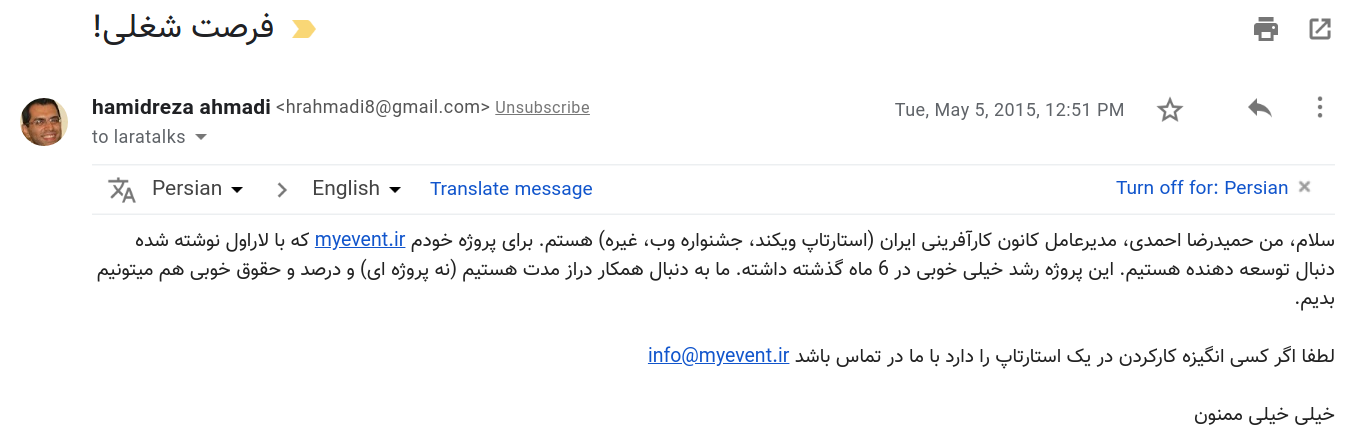 فرصت شغلی!
hamidreza ahmadi <hrahmadi8@gmail.com> Unsubscribe
Tue, May 5, 2015, 12:51 PM
to laratalks
Persian > English Translate message Turn off for: Persian ×
سلام، من حمیدرضا احمدی، مدیرعامل کانون کارآفرینی ایران (استارتاپ ویکند، جشنواره وب، غیره) هستم. برای پروژه خودم myevent.ir که با لاراول نوشته شده
دنبال توسعه دهنده هستیم. این پروژه رشد خیلی خوبی در 6 ماه گذشته داشته. ما به دنبال همکار دراز مدت هستیم (نه پروژه ای) و درصد و حقوق خوبی هم میتونیم
بدیم.
لطفا اگر کسی انگیزه کارکردن در یک استارتاپ را دارد با ما در تماس باشد info@myevent.ir
خیلی خیلی ممنون